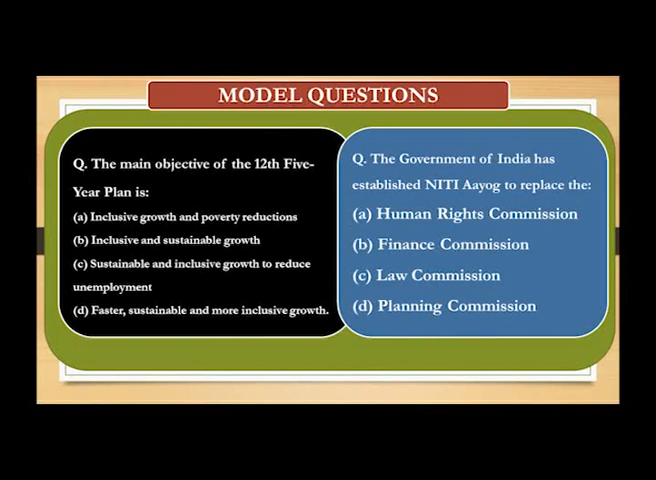 MODEL QUESTIONS
Q. The main objective of the 12th Five-
Year Plan is:
(a) Inclusive growth and poverty reductions
(b) Inclusive and sustainable growth
(c) Sustainable and inclusive growth to reduce
unemployment
(d) Faster, sustainable and more inclusive growth.
Q. The Government of India has
established NITI Aayog to replace the:
(a) Human Rights Commission
(b) Finance Commission
(c) Law Commission
(d) Planning Commission